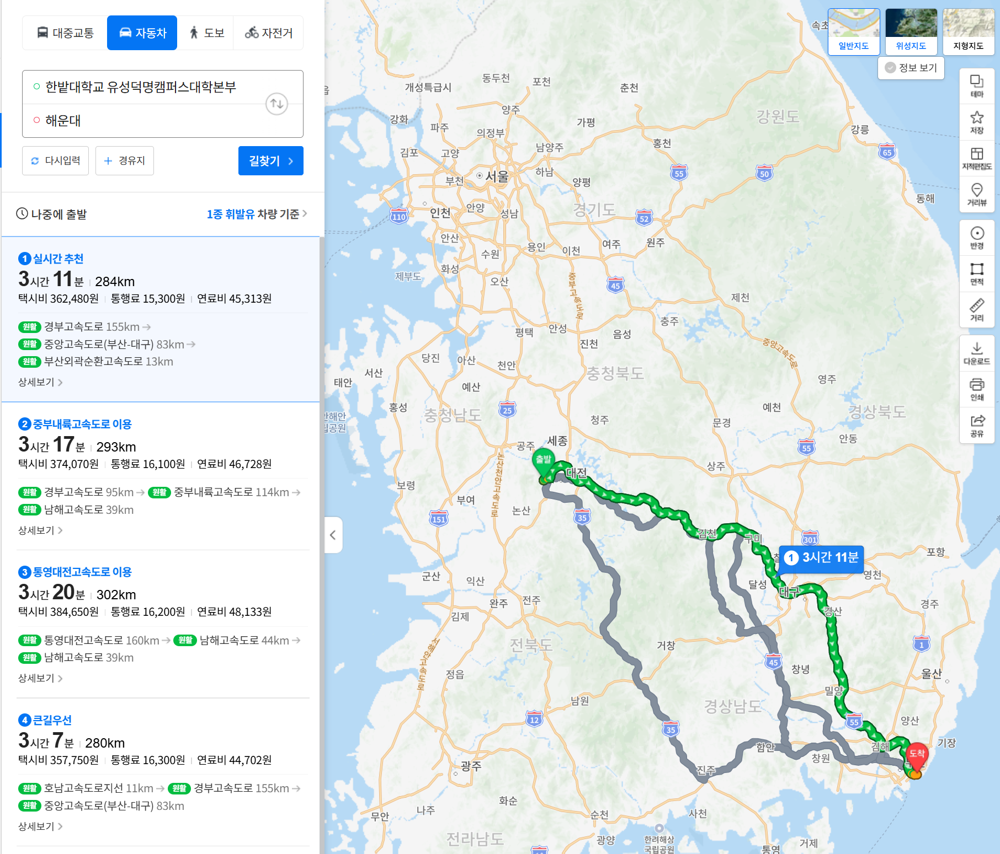 대중교통
자동차
도보
자전거
한밭대학교 유성덕명캠퍼스대학본부
해운대
다시입력
경유지
길찾기
나중에 출발
1종 휘발유 차량 기준
1 실시간 추천
3시간 11분 284km
택시비 362,480원 통행료 15,300원 연료비 45,313원
원활 경부고속도로 155km
원활 중앙고속도로(부산-대구) 83km
원활 부산외곽순환고속도로 13km
상세보기
2 중부내륙고속도로 이용
3시간 17분 293km
택시비 374,070원 통행료 16,100원 연료비 46,728원
원활 경부고속도로 95km 원활 중부내륙고속도로 114km
원활 남해고속도로 39km
상세보기
3 통영대전고속도로 이용
3시간 20분 302km
택시비 384,650원 통행료 16,200원 연료비 48,133원
원활 통영대전고속도로 160km 원활 남해고속도로 44km
원활 남해고속도로 39km
상세보기
4 큰길우선
3시간 7분 280km
택시비 357,750원 통행료 16,300원 연료비 44,702원
원활 호남고속도로지선 11km 원활 경부고속도로 155km
원활 중앙고속도로(부산-대구) 83km
상세보기
속초
일반지도
위성지도
지형지도
정보 보기
테마
저장
지적편집도
거리뷰
반경
면적
거리
다운로드
인쇄
공유
동두천
포천
개성특급시
춘천
양주
강원도
강화
파주
가평
의정부
강릉
김포
고양
남양주
홍천
65
서울
하남
55
50
부천
양평
동해
인천
안양
성남
경기도
110
52
안산
용인
이천
여주
원주
수원
화성
제부도
오산
중부고속도로
45
제천
평택
안성
음성
충주
진천
중앙고속도로
당진
아산
천안
충청북도
서산
태안
예산
영주
홍성
25
충청남도
청주
예천
경상북도
문경
공주
세종
안동
55
출발
대전
상주
논산천안고속도로
보령
부여
논산
151
35
김천
구미
301
포항
칠
1 3시간 11분
영천
군산
익산
달성
대구
완주
전주
경산
경주
김제
전북도
거창
1
서해안고속도로
45
창녕
정읍
울산
밀양
남원
경상남도
12
35
55
양산
함안
김해
기장
창원
도착
광주
진주
화순
나주
무안
순천
사천
전라남도
광양
한려해상
국립공원
거제
통영